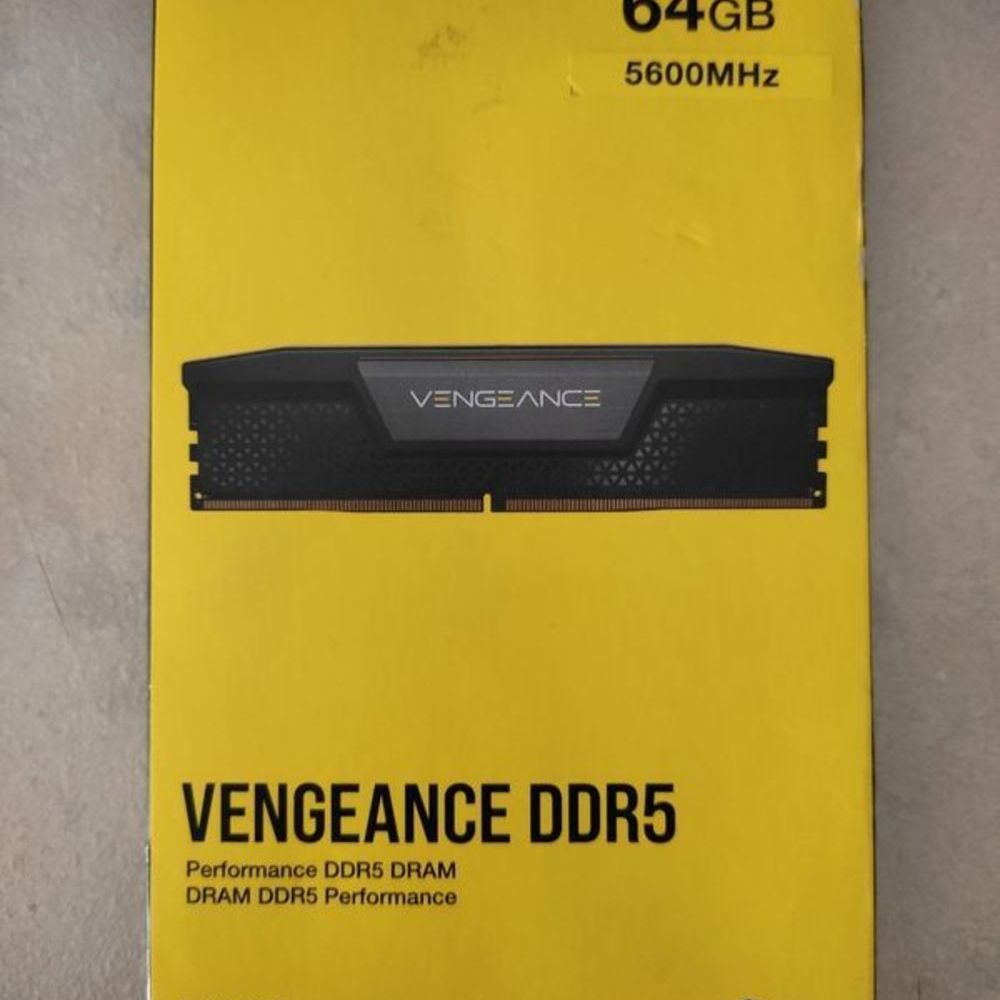 64GB
5600MHz
VENGEANCE
VENGEANCE DDR5
Performance DDR5 DRAM
DRAM DDR5 Performance